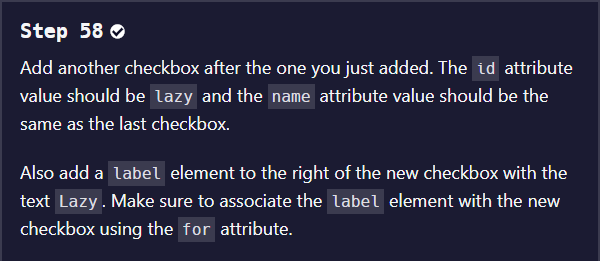 Step 58
Add another checkbox after the one you just added. The id attribute
value should be lazy and the name attribute value should be the
same as the last checkbox.
Also add a label element to the right of the new checkbox with the
text Lazy. Make sure to associate the label element with the new
checkbox using the for attribute.